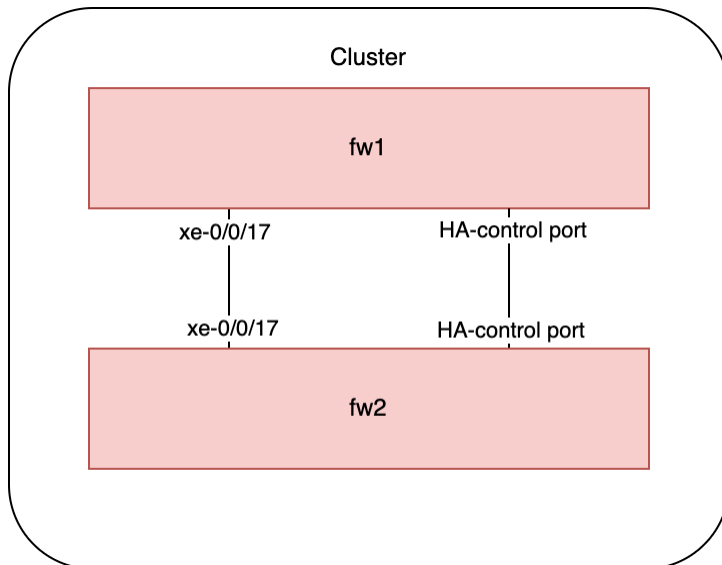 Cluster
fw1
xe-0/0/17
HA-control port
xe-0/0/17
HA-control port
fw2